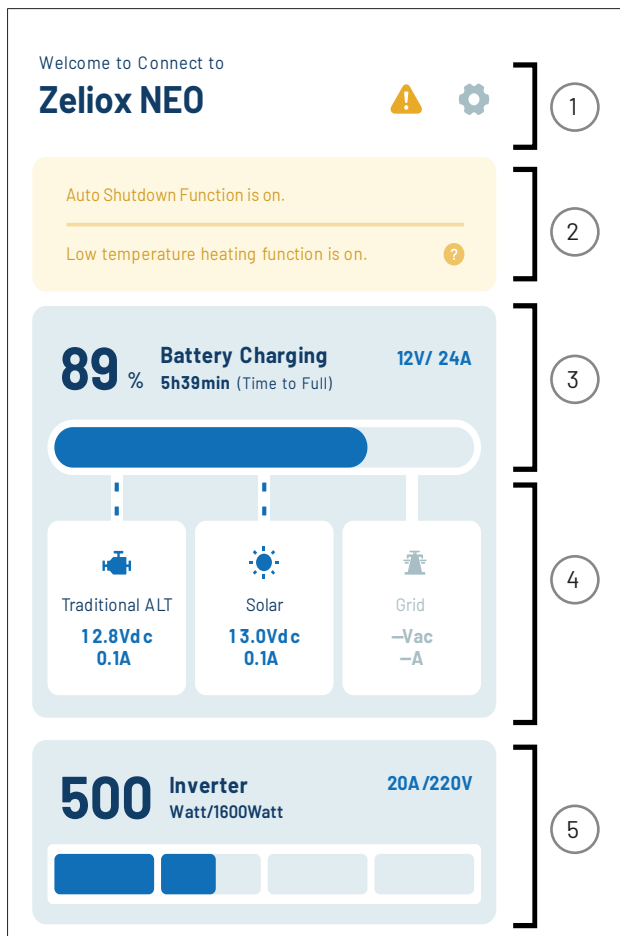 Welcome to Connect to
Zeliox NEO
1
Auto Shutdown Function is on.
Low temperature heating function is on.
?
2
89 %
Battery Charging
12V/ 24A
5h39min (Time to Full)
3
Traditional ALT
12.8Vdc
0.1A
Solar
13.0Vdc
0.1A
Grid
–Vac
–A
4
500
Inverter
20A/220V
Watt/1600Watt
5